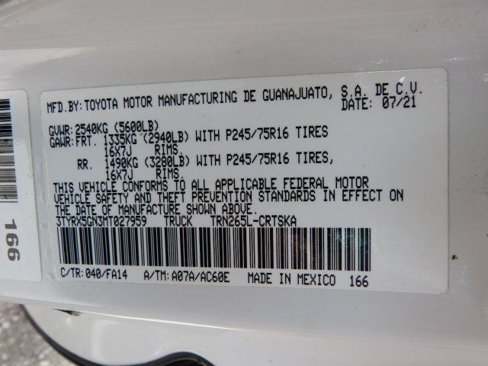 MFD.BY:TOYOTA MOTOR MANUFACTURING DE GUANAJUATO, S.A. DE C.V.
DATE: 07/21
GVWR:2540KG (5600LB)
GAWR:FRT. 1335KG (2940LB) WITH P245/75R16 TIRES
16X7J RIMS.
RR. 1490KG (3280LB) WITH P245/75R16 TIRES,
16X7J RIMS.
THIS VEHICLE CONFORMS TO ALL APPLICABLE FEDERAL MOTOR
VEHICLE SAFETY AND THEFT PREVENTION STANDARDS IN EFFECT ON
THE DATE OF MANUFACTURE SHOWN ABOVE.
3TYRX5GN3MT027959 TRUCK TRN265L-CRTSKA
C/TR:040/FA14 A/TM:A07A/AC60E MADE IN MEXICO 166
166